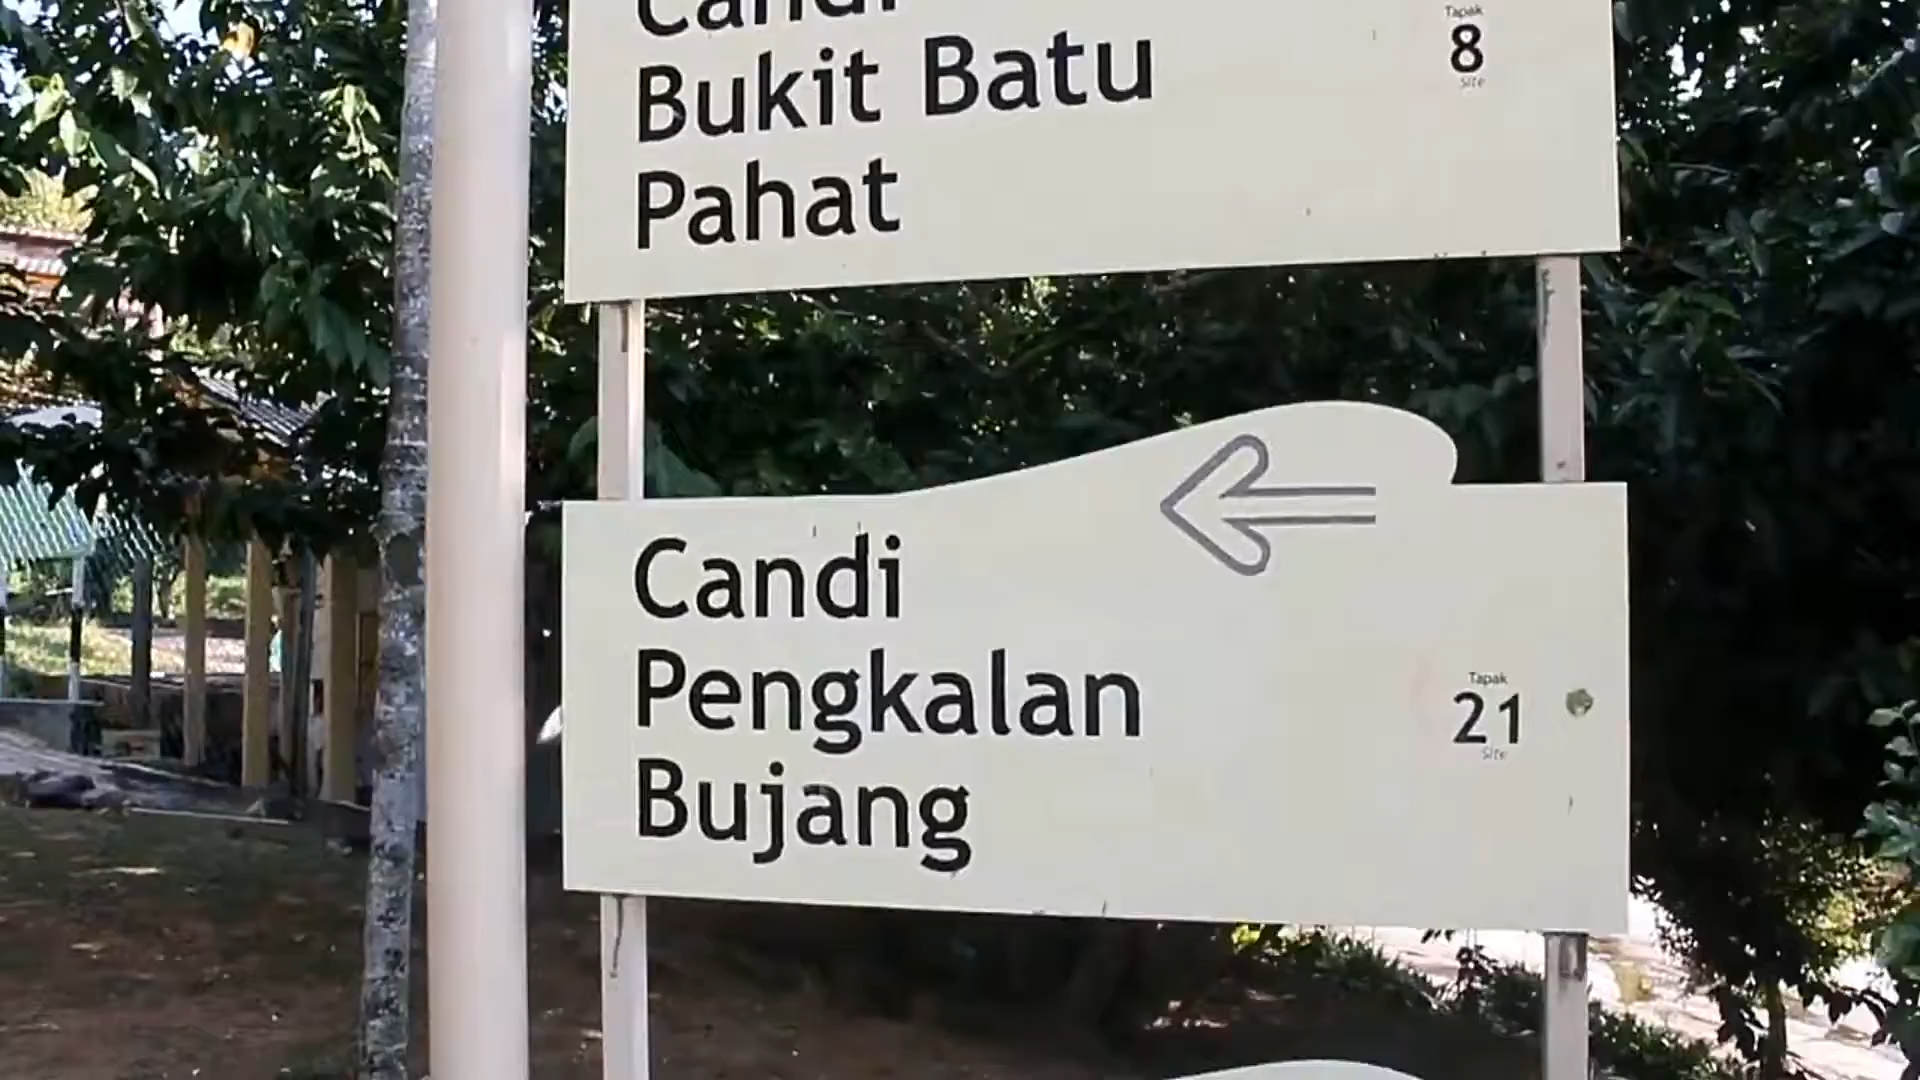 Candi
Bukit Batu
Pahat
Tapak
8
Site
Candi
Pengkalan
Bujang
Tapak
21
Site